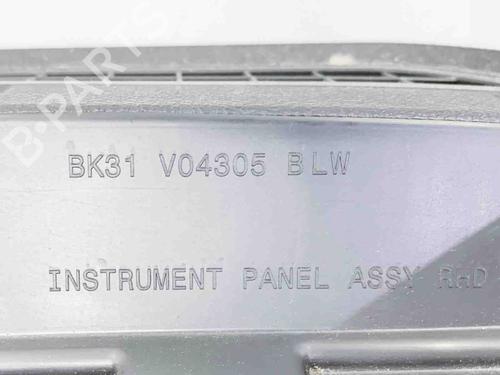 B-PARTS
BK31 V04305 BLW
INSTRUMENT PANEL ASSY RHD